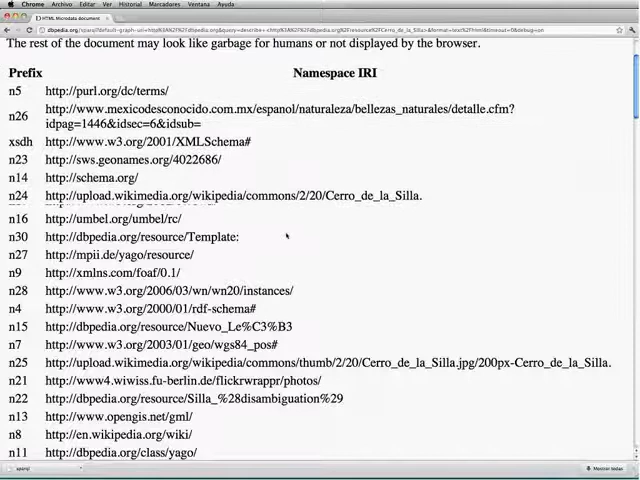 Chrome Archivo Edición Ver Historial Marcadores Ventana Ayuda
HTML Microdata document
The rest of the document may look like garbage for humans or not displayed by the browser.
Prefix Namespace IRI
n5 http://purl.org/dc/terms/
n26 http://www.mexicodesconocido.com.mx/espanol/naturaleza/bellezas_naturales/detalle.cfm?
idpag=1446&idsec=6&idsub=
xsdh http://www.w3.org/2001/XMLSchema#
n23 http://sws.geonames.org/4022686/
n14 http://schema.org/
n24 http://upload.wikimedia.org/wikipedia/commons/2/20/Cerro_de_la_Silla.
n16 http://umbel.org/umbel/rc/
n30 http://dbpedia.org/resource/Template:
n27 http://mpii.de/yago/resource/
n9 http://xmlns.com/foaf/0.1/
n28 http://www.w3.org/2006/03/wn/wn20/instances/
n4 http://www.w3.org/2000/01/rdf-schema#
n15 http://dbpedia.org/resource/Nuevo_Le%C3%B3
n7 http://www.w3.org/2003/01/geo/wgs84_pos#
n25 http://upload.wikimedia.org/wikipedia/commons/thumb/2/20/Cerro_de_la_Silla.jpg/200px-Cerro_de_la_Silla.
n21 http://www4.wiwiss.fu-berlin.de/flickrwrappr/photos/
n22 http://dbpedia.org/resource/Silla_%28disambiguation%29
n13 http://www.opengis.net/gml/
n8 http://en.wikipedia.org/wiki/
n11 http://dbpedia.org/class/yago/
sparql Mostrar todas